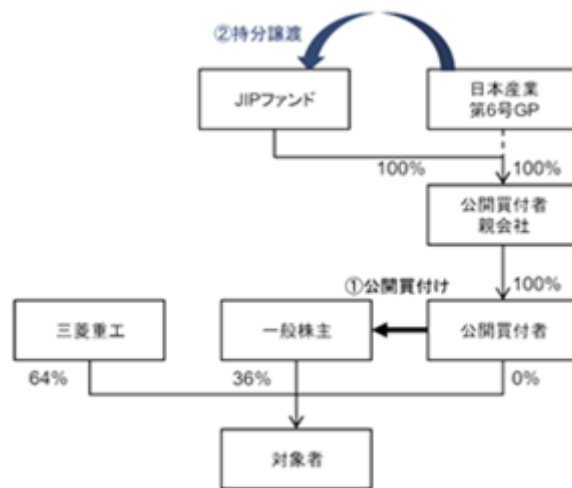 ②持分譲渡
JIPファンド
日本産業
第6号GP
100%
100%
公開買付者
親会社
①公開買付け
100%
三菱重工
一般株主
公開買付者
64%
36%
0%
対象者